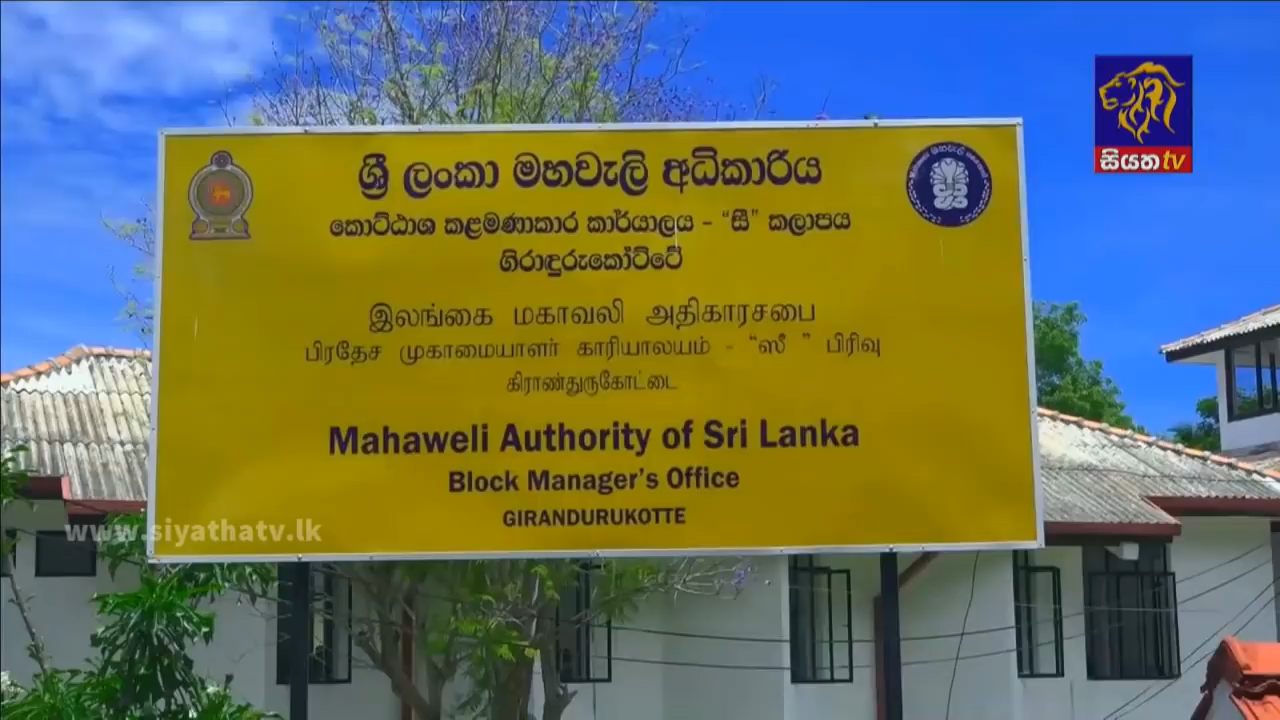 සියත tv
ශ්‍රී ලංකා මහවැලි අධිකාරිය
කොට්ඨාශ කළමණාකාර කාර්යාලය - “සී” කලාපය
ගිරාඳුරුකෝට්ටේ
இலங்கை மகாவலி அதிகாரசபை
பிரதேச முகாமையாளர் காரியாலயம் - “ஸீ ” பிரிவு
கிராண்துருகோட்டை
Mahaweli Authority of Sri Lanka
Block Manager's Office
GIRANDURUKOTTE
www.siyathatv.lk